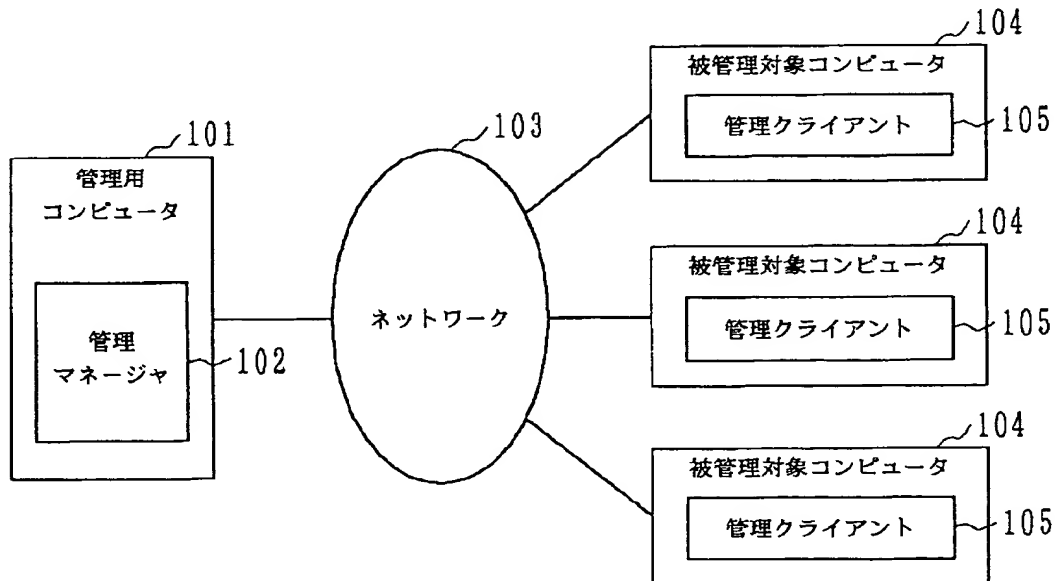 101
管理用
コンピュータ
管理
マネージャ
102
103
ネットワーク
104
被管理対象コンピュータ
管理クライアント
105
104
被管理対象コンピュータ
管理クライアント
105
104
被管理対象コンピュータ
管理クライアント
105